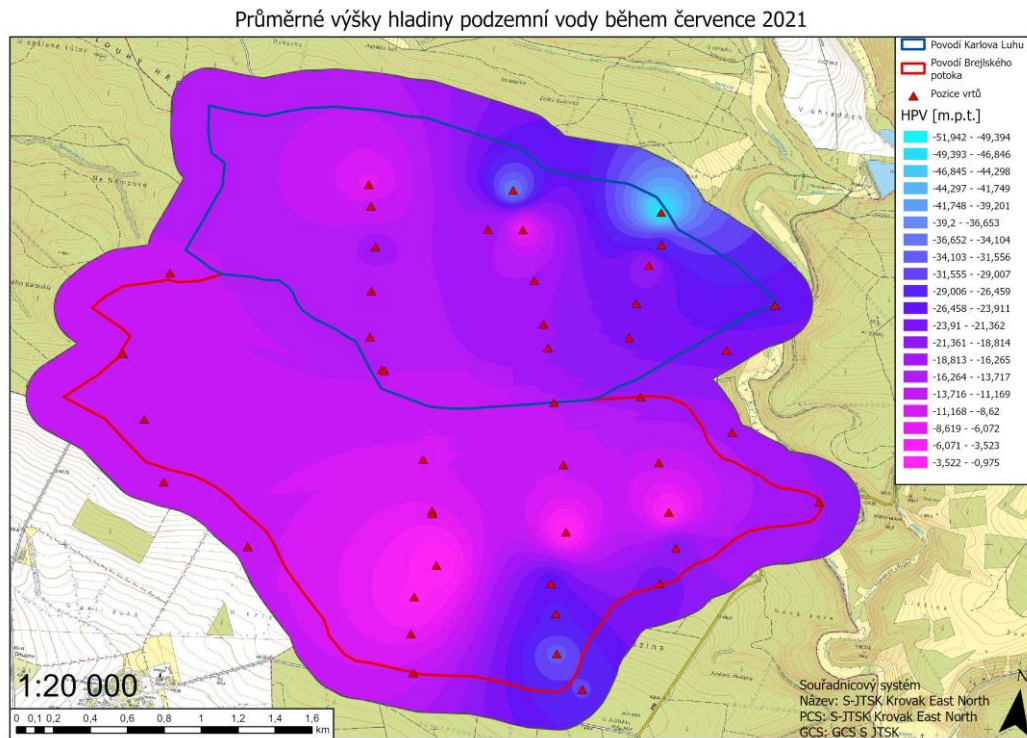 Průměrné výšky hladiny podzemní vody během července 2021
Povodí Karlova Luhu
Povodí Brejlského
potoka
Pozice vrtů
HPV [m.p.t.]
-51,942 - -49,394
-49,393 - -46,846
-46,845 - -44,298
-44,297 - -41,749
-41,748 - -39,201
-39,2 - -36,653
-36,652 - -34,104
-34,103 - -31,556
-31,555 - -29,007
-29,006 - -26,459
-26,458 - -23,911
-23,91 - -21,362
-21,361 - -18,814
-18,813 - -16,265
-16,264 - -13,717
-13,716 - -11,169
-11,168 - -8,62
-8,619 - -6,072
-6,071 - -3,523
-3,522 - -0,975
V ohradách
Na Němcové
1:20 000
0 0,1 0,2 0,4 0,6 0,8 1 1,2 1,4 1,6
km
Souřadnicový systém
Název: S-JTSK Krovak East North
PCS: S-JTSK Krovak East North
GCS: GCS S JTSK
N